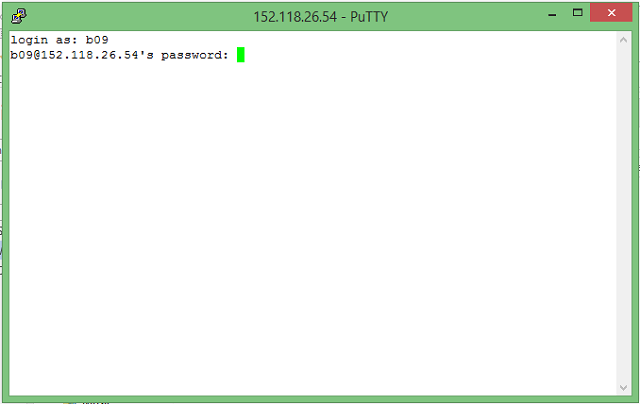 152.118.26.54 - PuTTY
login as: b09
b09@152.118.26.54's password: